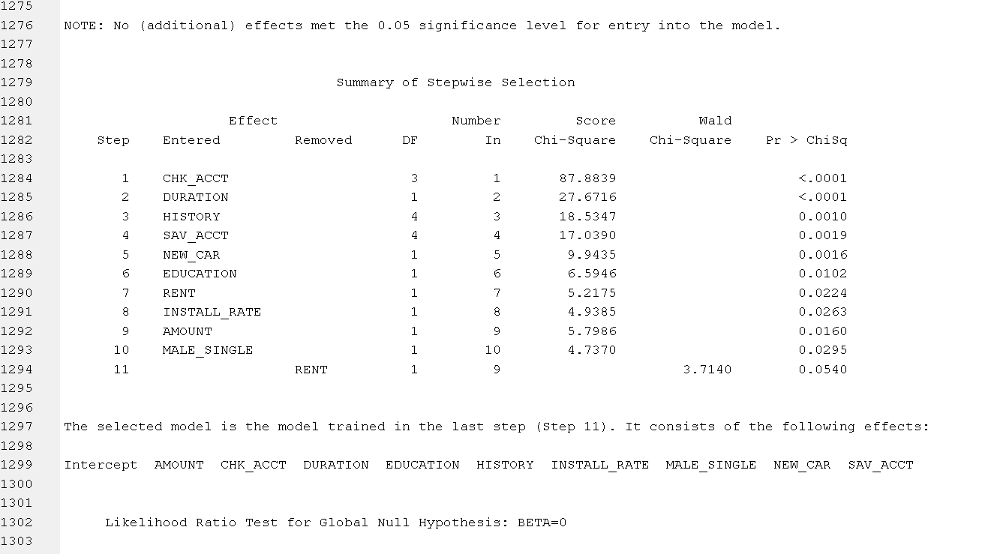 1275
1276 NOTE: No (additional) effects met the 0.05 significance level for entry into the model.
1277
1278
1279 Summary of Stepwise Selection
1280
1281 Effect Number Score Wald
1282 Step Entered Removed DF In Chi-Square Chi-Square Pr > ChiSq
1283
1284 1 CHK_ACCT 3 1 87.8839 <.0001
1285 2 DURATION 1 2 27.6716 <.0001
1286 3 HISTORY 4 3 18.5347 0.0010
1287 4 SAV_ACCT 4 4 17.0390 0.0019
1288 5 NEW_CAR 1 5 9.9435 0.0016
1289 6 EDUCATION 1 6 6.5946 0.0102
1290 7 RENT 1 7 5.2175 0.0224
1291 8 INSTALL_RATE 1 8 4.9385 0.0263
1292 9 AMOUNT 1 9 5.7986 0.0160
1293 10 MALE_SINGLE 1 10 4.7370 0.0295
1294 11 RENT 1 9 3.7140 0.0540
1295
1296
1297 The selected model is the model trained in the last step (Step 11). It consists of the following effects:
1298
1299 Intercept AMOUNT CHK_ACCT DURATION EDUCATION HISTORY INSTALL_RATE MALE_SINGLE NEW_CAR SAV_ACCT
1300
1301
1302 Likelihood Ratio Test for Global Null Hypothesis: BETA=0
1303